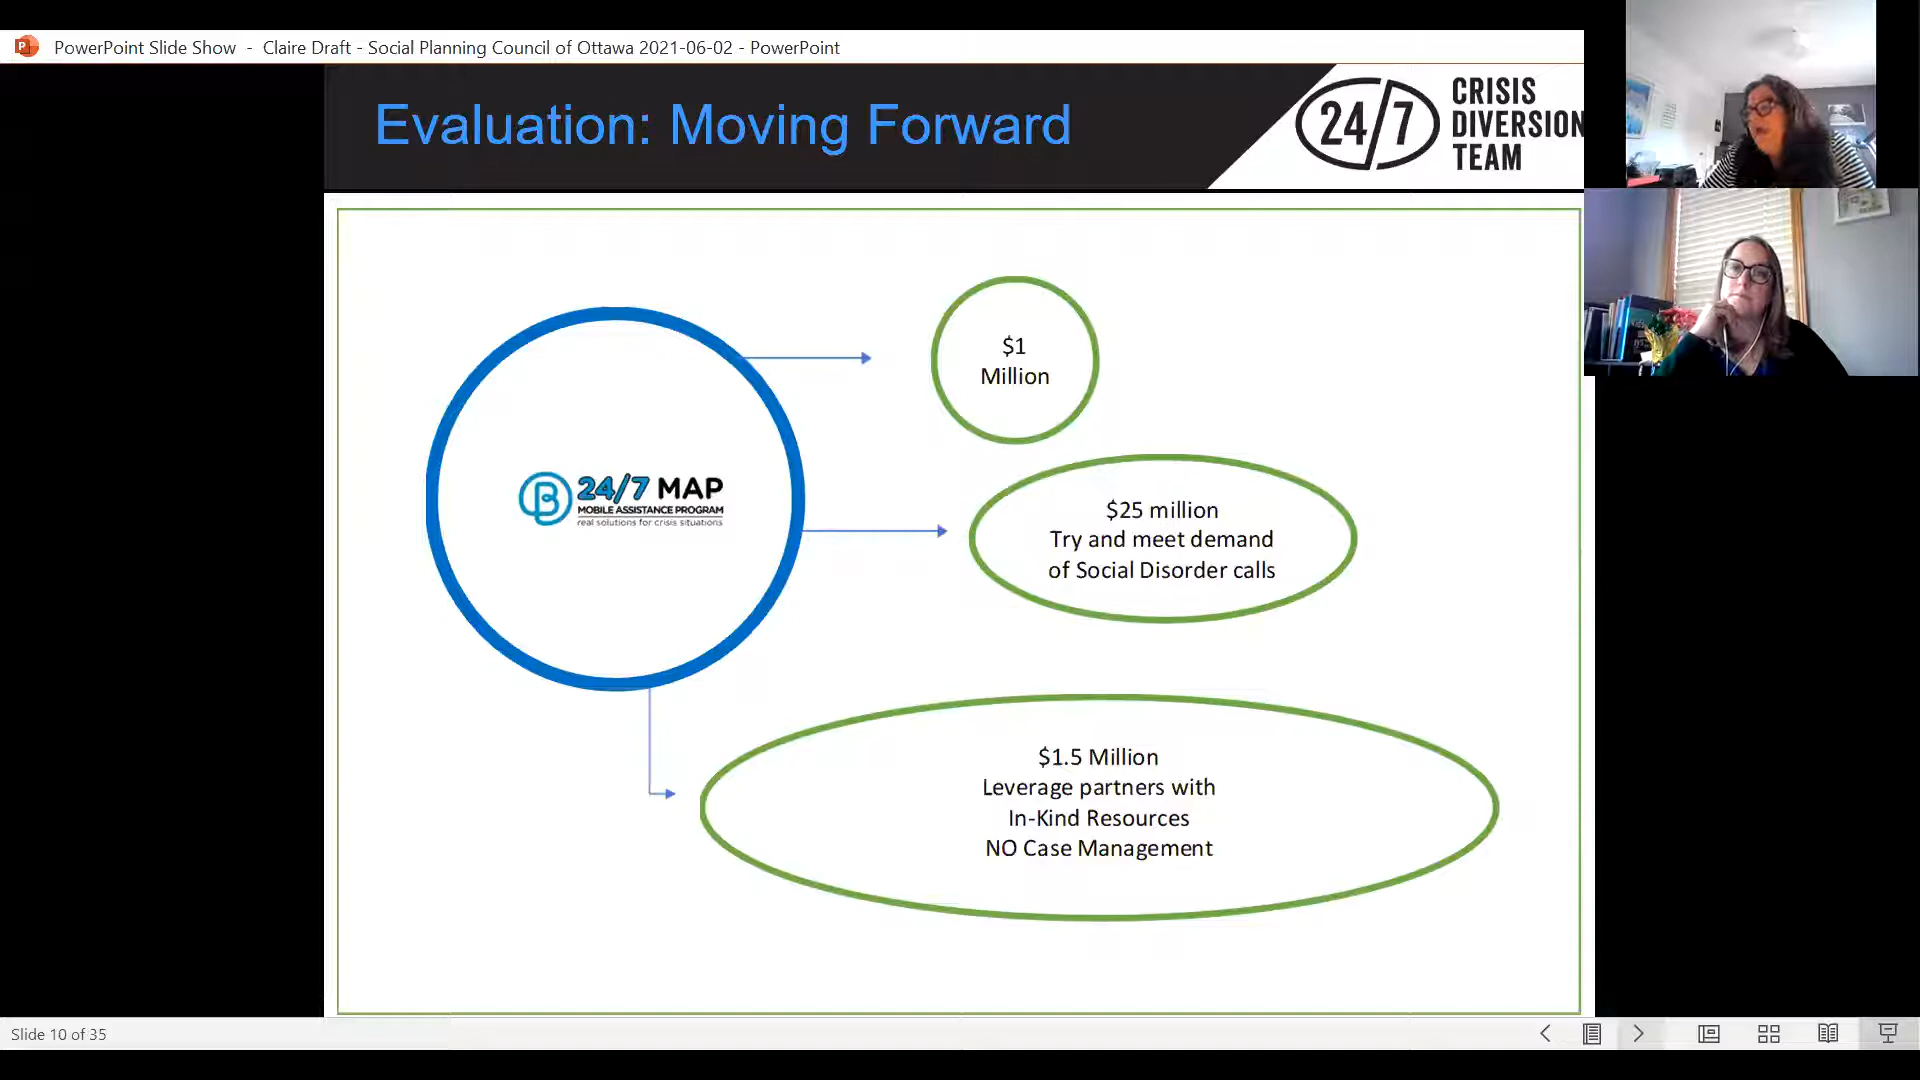 PowerPoint Slide Show - Claire Draft - Social Planning Council of Ottawa 2021-06-02 - PowerPoint
Evaluation: Moving Forward
24/7
CRISIS
DIVERSION
TEAM
$1
Million
24/7 MAP
MOBILE ASSISTANCE PROGRAM
real solutions for crisis situations
$25 million
Try and meet demand
of Social Disorder calls
$1.5 Million
Leverage partners with
In-Kind Resources
NO Case Management
Slide 10 of 35